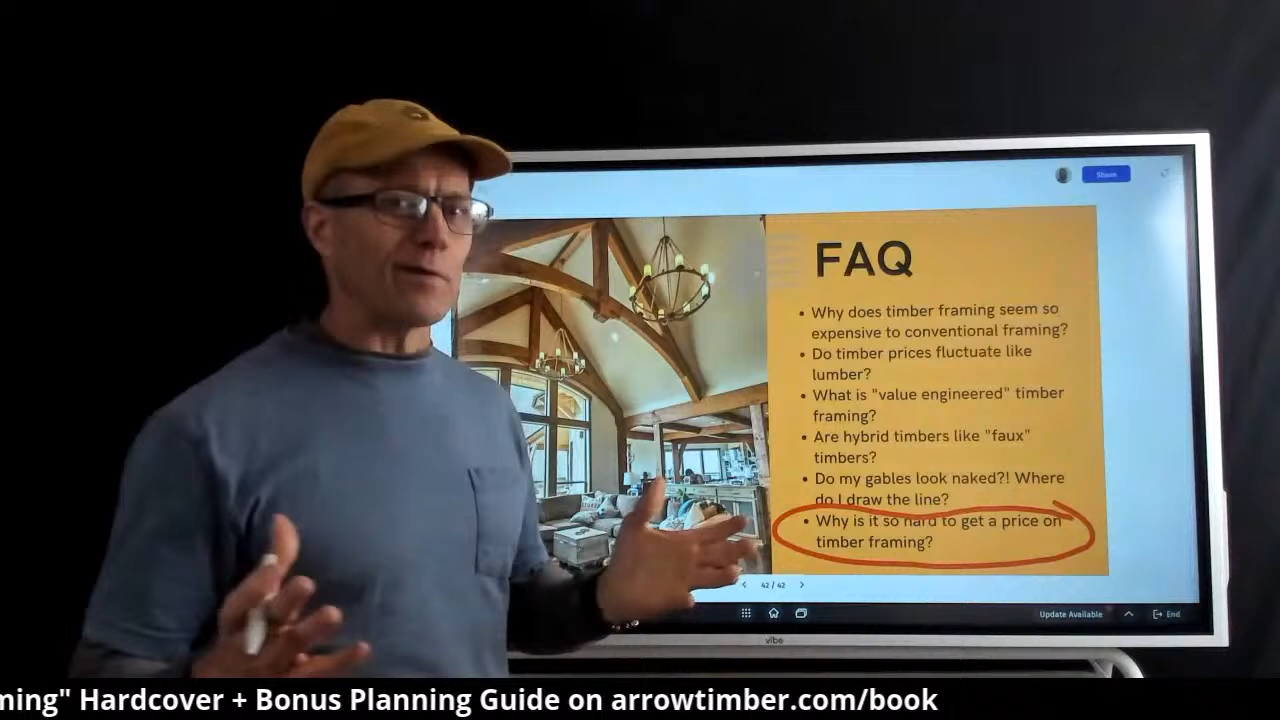 Share
FAQ
• Why does timber framing seem so
expensive to conventional framing?
• Do timber prices fluctuate like
lumber?
• What is "value engineered" timber
framing?
• Are hybrid timbers like "faux"
timbers?
• Do my gables look naked?! Where
do I draw the line?
• Why is it so hard to get a price on
timber framing?
42 / 42
Update Available
End
vibe
ming" Hardcover + Bonus Planning Guide on arrowtimber.com/book